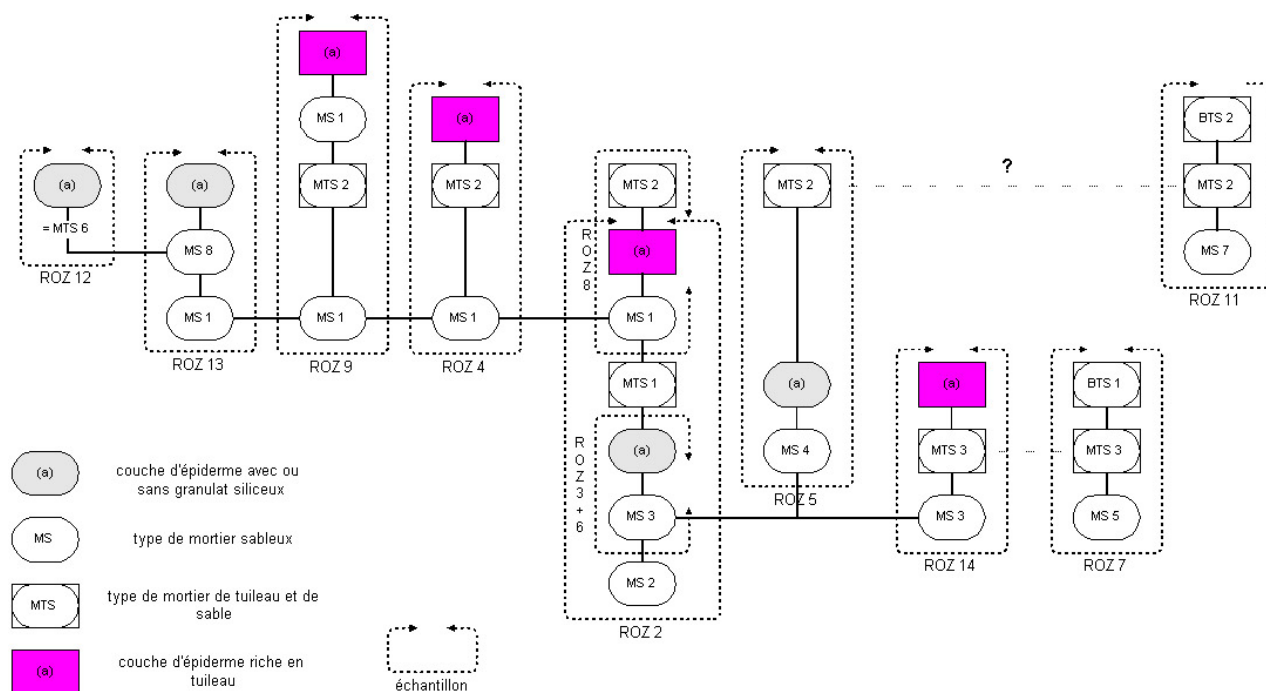 (a)
= MTS 6
ROZ 12
(a)
MS 8
MS 1
ROZ 13
(a)
MS 1
MTS 2
MS 1
ROZ 9
(a)
MTS 2
MS 1
ROZ 4
MTS 2
ROZ8
(a)
MS 1
MTS 1
ROZ3+6
(a)
MS 3
MS 2
ROZ 2
MTS 2
(a)
MS 4
ROZ 5
?
BTS 2
MTS 2
MS 7
ROZ 11
(a)
MTS 3
MS 3
ROZ 14
BTS 1
MTS 3
MS 5
ROZ 7
(a)
couche d'épiderme avec ou
sans granulat siliceux
MS
type de mortier sableux
MTS
type de mortier de tuileau et de
sable
(a)
couche d'épiderme riche en
tuileau
échantillon